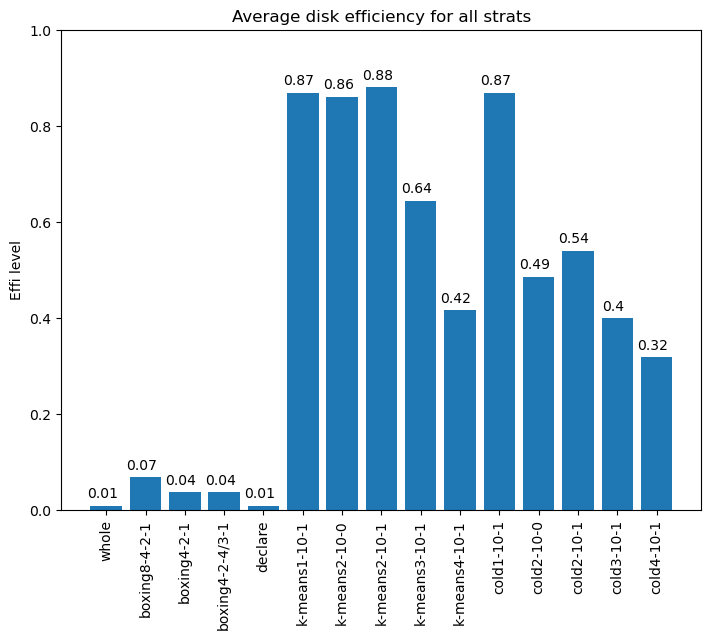 Average disk efficiency for all strats
Effi level
1.0
0.8
0.6
0.4
0.2
0.0
0.01
0.07
0.04
0.04
0.01
0.87
0.86
0.88
0.64
0.42
0.87
0.49
0.54
0.4
0.32
whole
boxing8-4-2-1
boxing4-2-1
boxing4-2-4/3-1
declare
k-means1-10-1
k-means2-10-0
k-means2-10-1
k-means3-10-1
k-means4-10-1
cold1-10-1
cold2-10-0
cold2-10-1
cold3-10-1
cold4-10-1